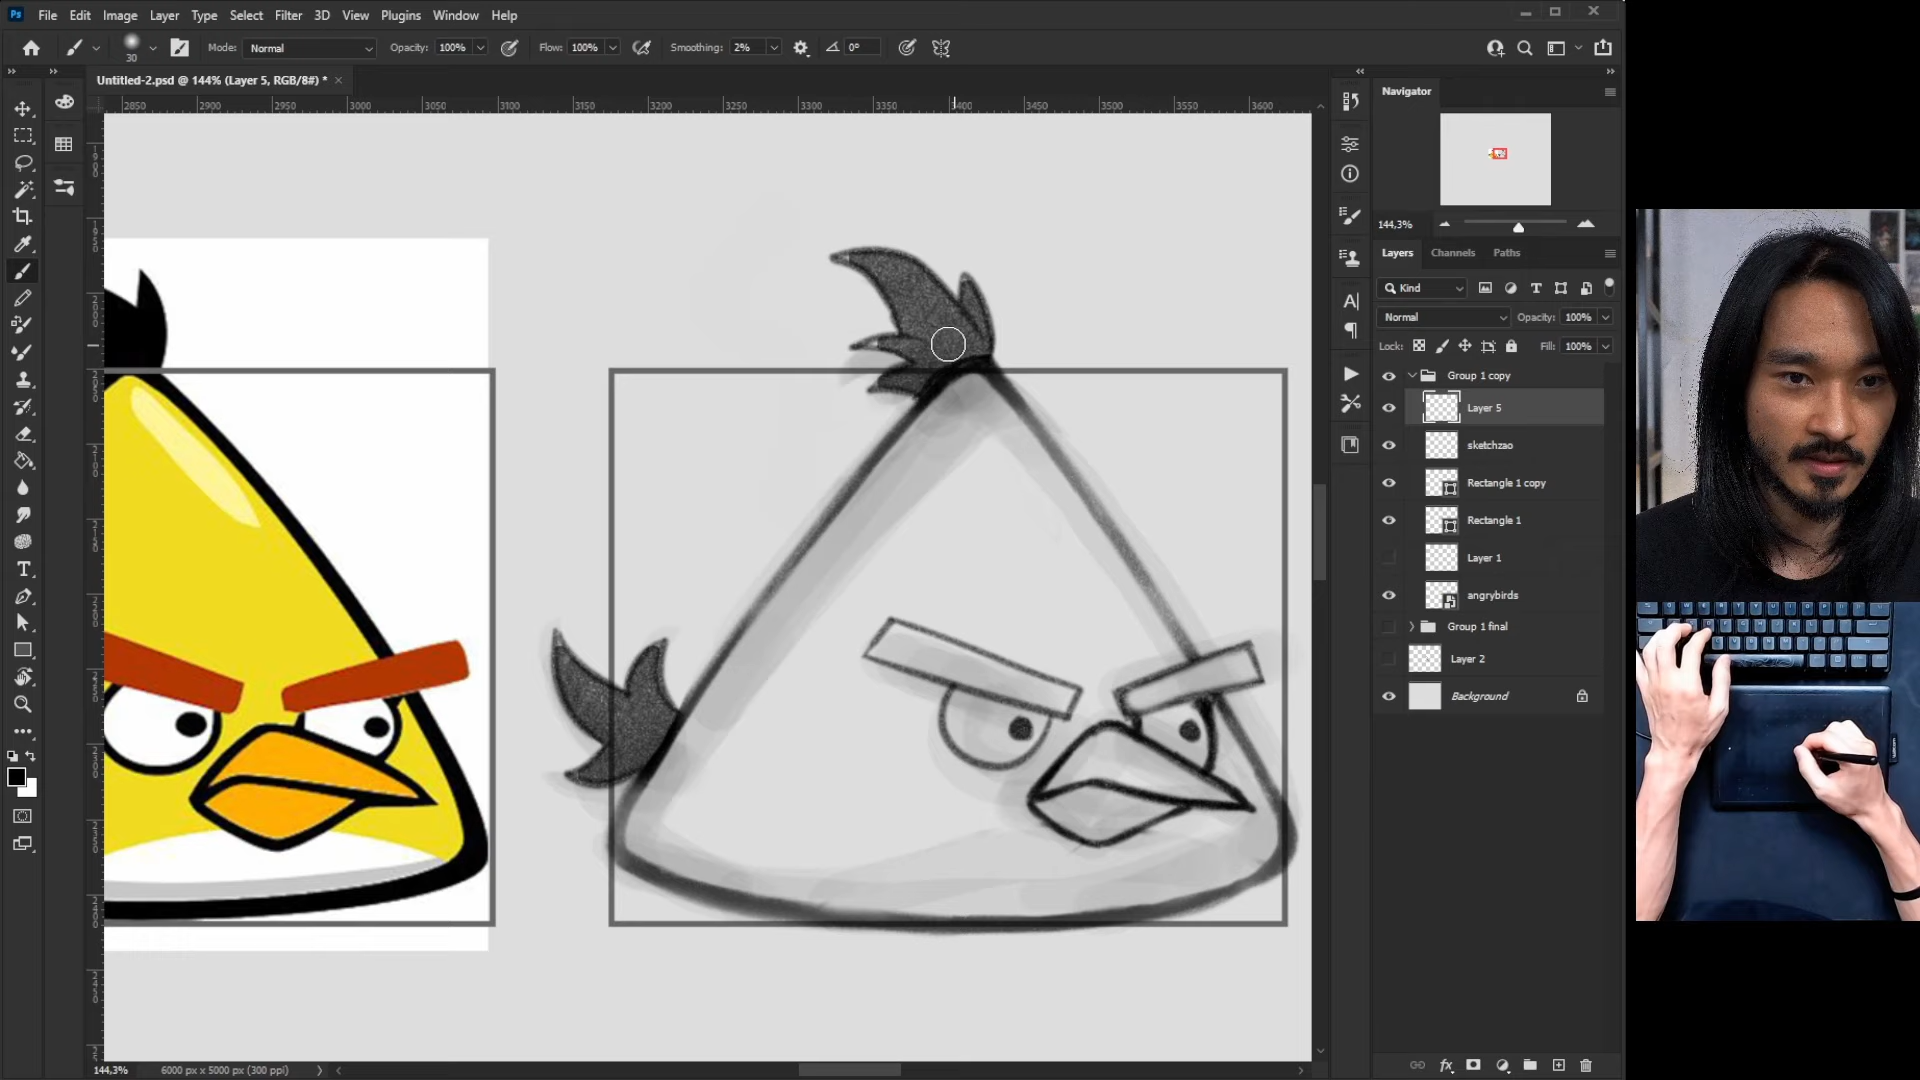 Ps File Edit Image Layer Type Select Filter 3D View Plugins Window Help
30 Mode: Normal Opacity: 100% Flow: 100% Smoothing: 2% 0°
Untitled-2.psd @ 144% (Layer 5, RGB/8#) * ×
2850 2900 2950 3000 3050 3100 3150 3200 3250 3300 3350 3400 3450 3500 3550 3600
Navigator
144,3%
Layers Channels Paths
Kind
Normal Opacity: 100%
Lock: Fill: 100%
Group 1 copy
Layer 5
sketchzao
Rectangle 1 copy
Rectangle 1
Layer 1
angrybirds
Group 1 final
Layer 2
Background
144,3% 6000 px x 5000 px (300 ppi)